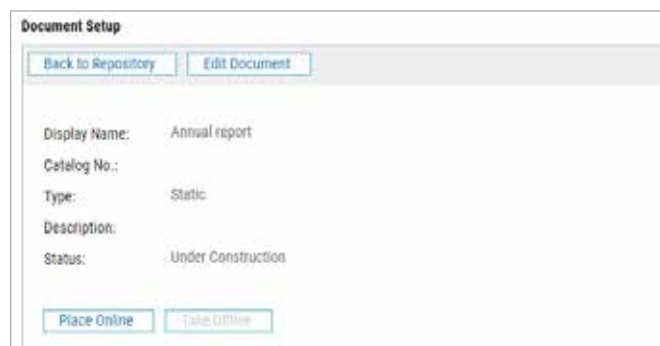 Document Setup
Back to Repository Edit Document
Display Name: Annual report
Catalog No.:
Type: Static
Description:
Status: Under Construction
Place Online Take Offline